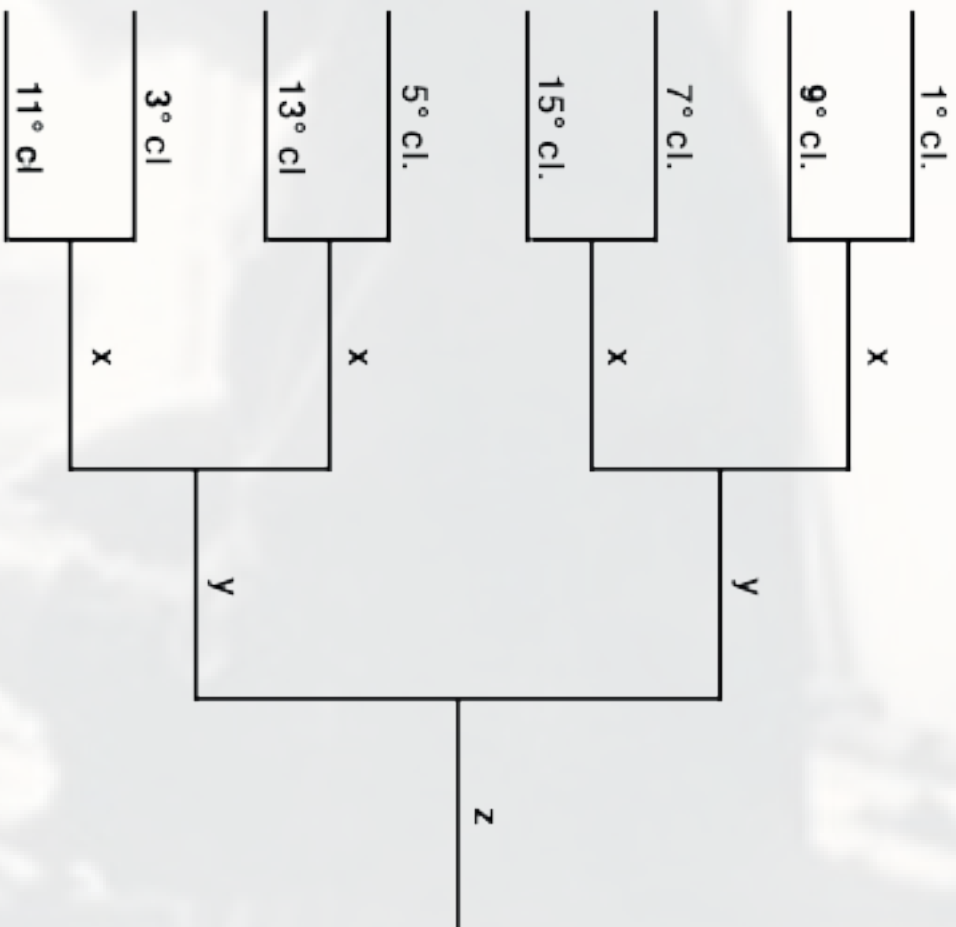 1° cl.
9° cl.
x
7° cl.
15° cl.
x
y
5° cl.
13° cl
x
3° cl
11° cl
x
y
z